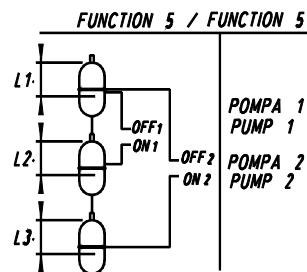 FUNCTION 5 / FUNCTION 5
L1.
OFF1
ON1
L2.
OFF2
ON2
L3.
POMPA 1
PUMP 1
POMPA 2
PUMP 2